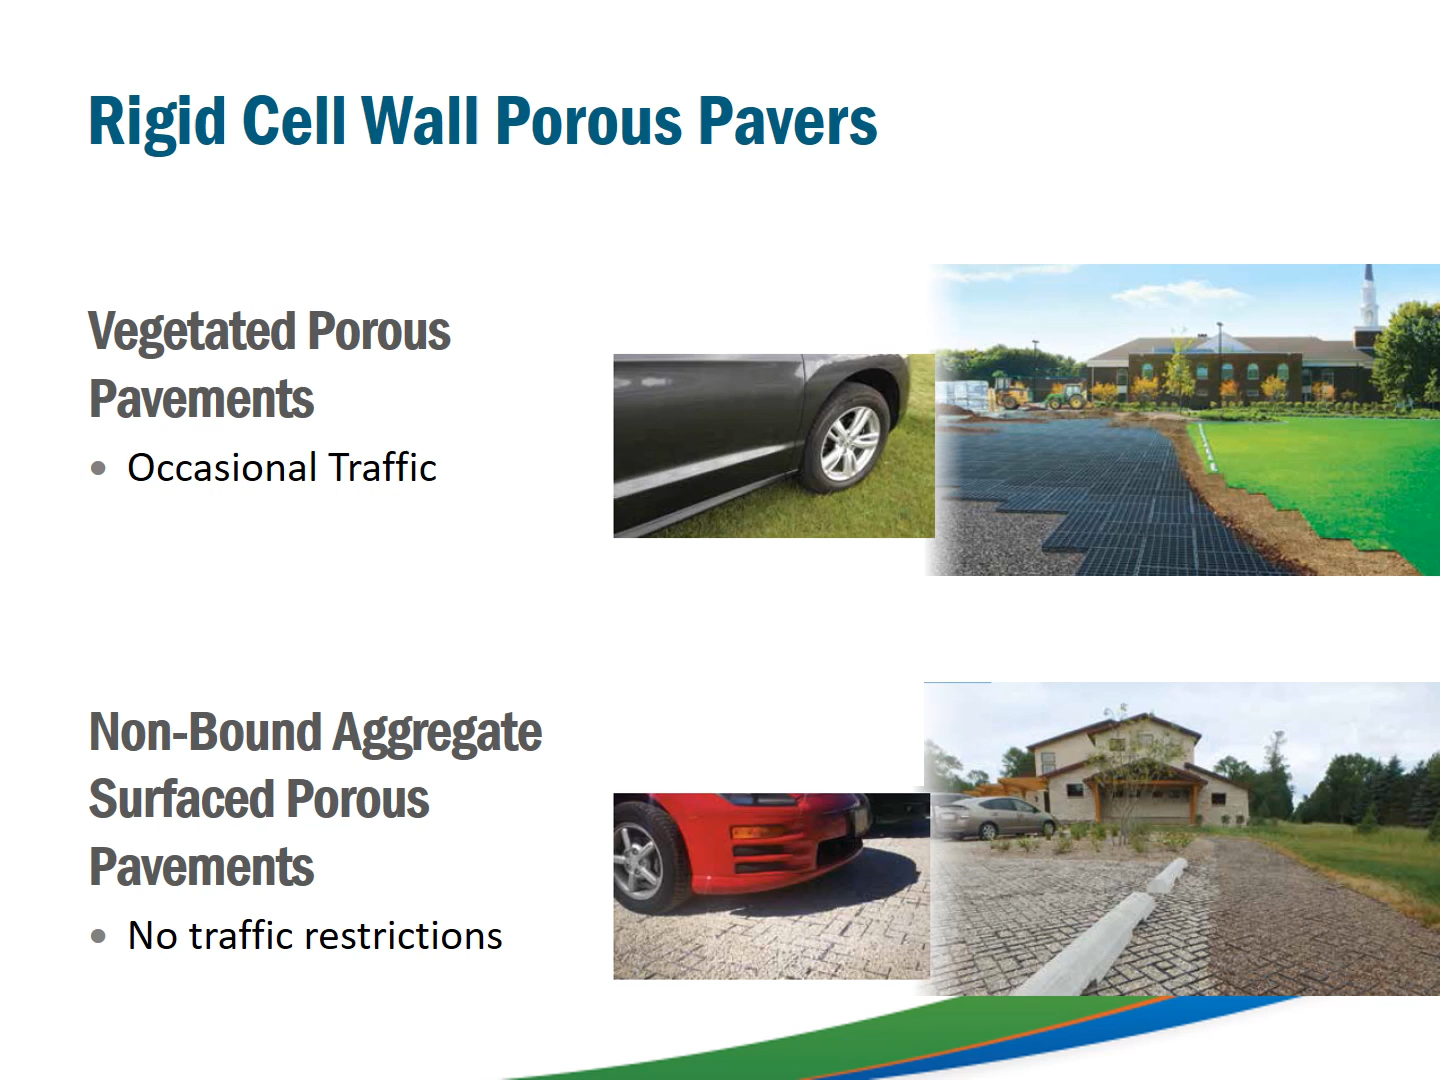 Rigid Cell Wall Porous Pavers
Vegetated Porous
Pavements
• Occasional Traffic
Non-Bound Aggregate
Surfaced Porous
Pavements
• No traffic restrictions